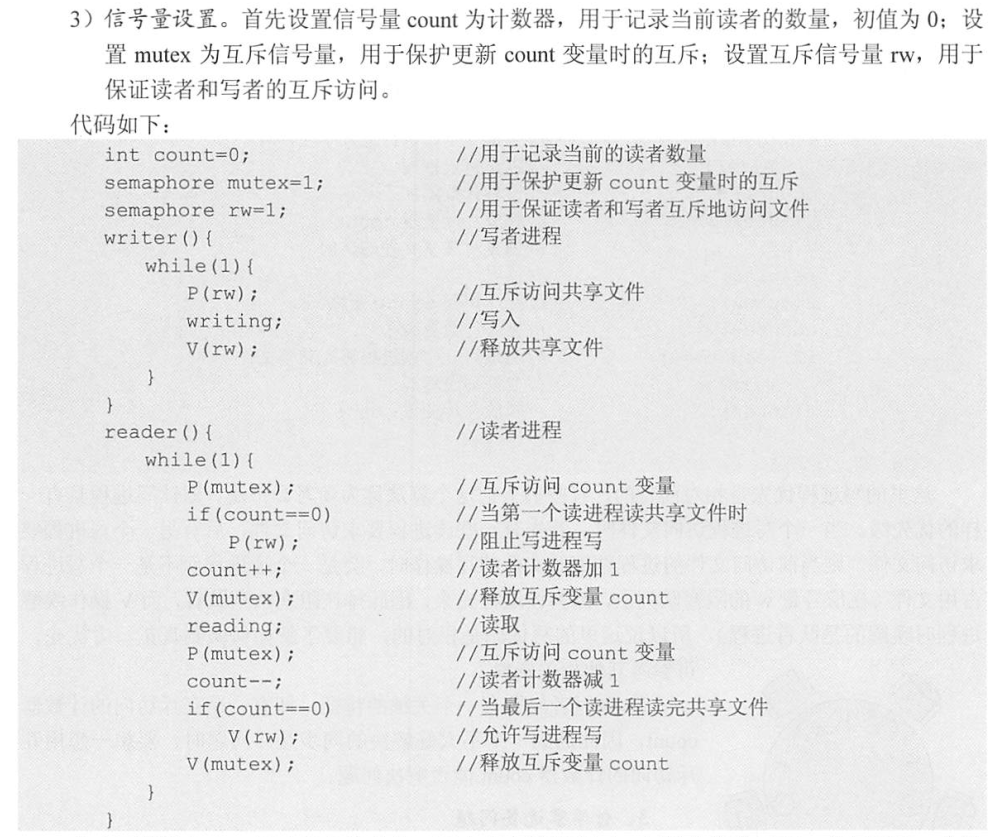 3）信号量设置。首先设置信号量 count 为计数器，用于记录当前读者的数量，初值为 0；设
置 mutex 为互斥信号量，用于保护更新 count 变量时的互斥；设置互斥信号量 rw，用于
保证读者和写者的互斥访问。
代码如下：
int count=0; //用于记录当前的读者数量
semaphore mutex=1; //用于保护更新 count 变量时的互斥
semaphore rw=1; //用于保证读者和写者互斥地访问文件
writer(){ //写者进程
while(1){
P(rw); //互斥访问共享文件
writing; //写入
V(rw); //释放共享文件
}
}
reader(){ //读者进程
while(1){
P(mutex); //互斥访问 count 变量
if(count==0) //当第一个读进程读共享文件时
P(rw); //阻止写进程写
count++; //读者计数器加 1
V(mutex); //释放互斥变量 count
reading; //读取
P(mutex); //互斥访问 count 变量
count--; //读者计数器减 1
if(count==0) //当最后一个读进程读完共享文件
V(rw); //允许写进程写
V(mutex); //释放互斥变量 count
}
}